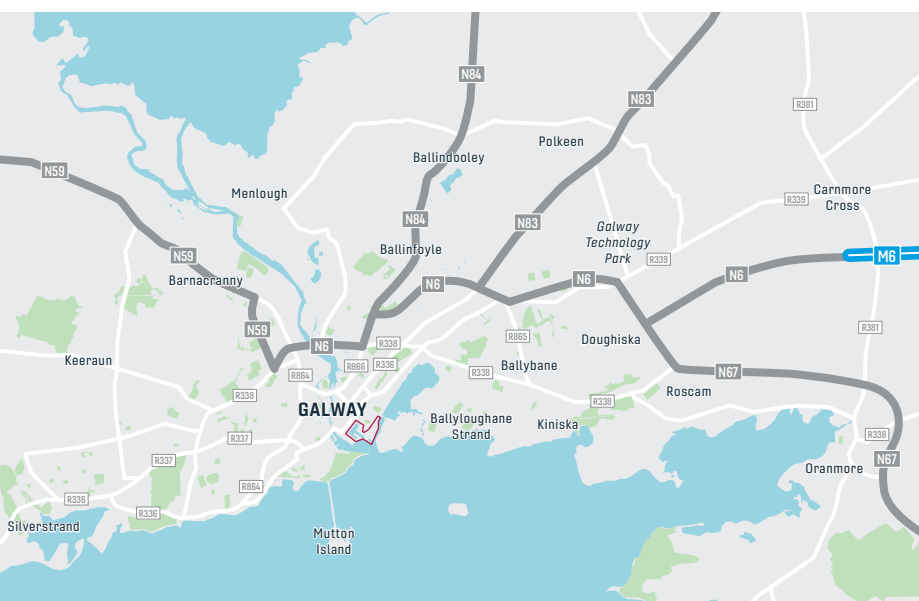 N84
N83
R381
Polkeen
Ballindooley
N59
Menlough
Carnmore
Cross
R339
N84
N83
Galway
Technology
Park
Ballinfoyle
N59
M6
R339
N6
Barnacranny
N6
N6
N59
R381
R865
N6
R338
Doughiska
Keeraun
R866
R336
Ballybane
R864
R338
N67
Roscam
R338
R338
GALWAY
Ballyloughane
Strand
Kiniska
R337
R338
R337
N67
Oranmore
R864
R336
R336
Silverstrand
Mutton
Island